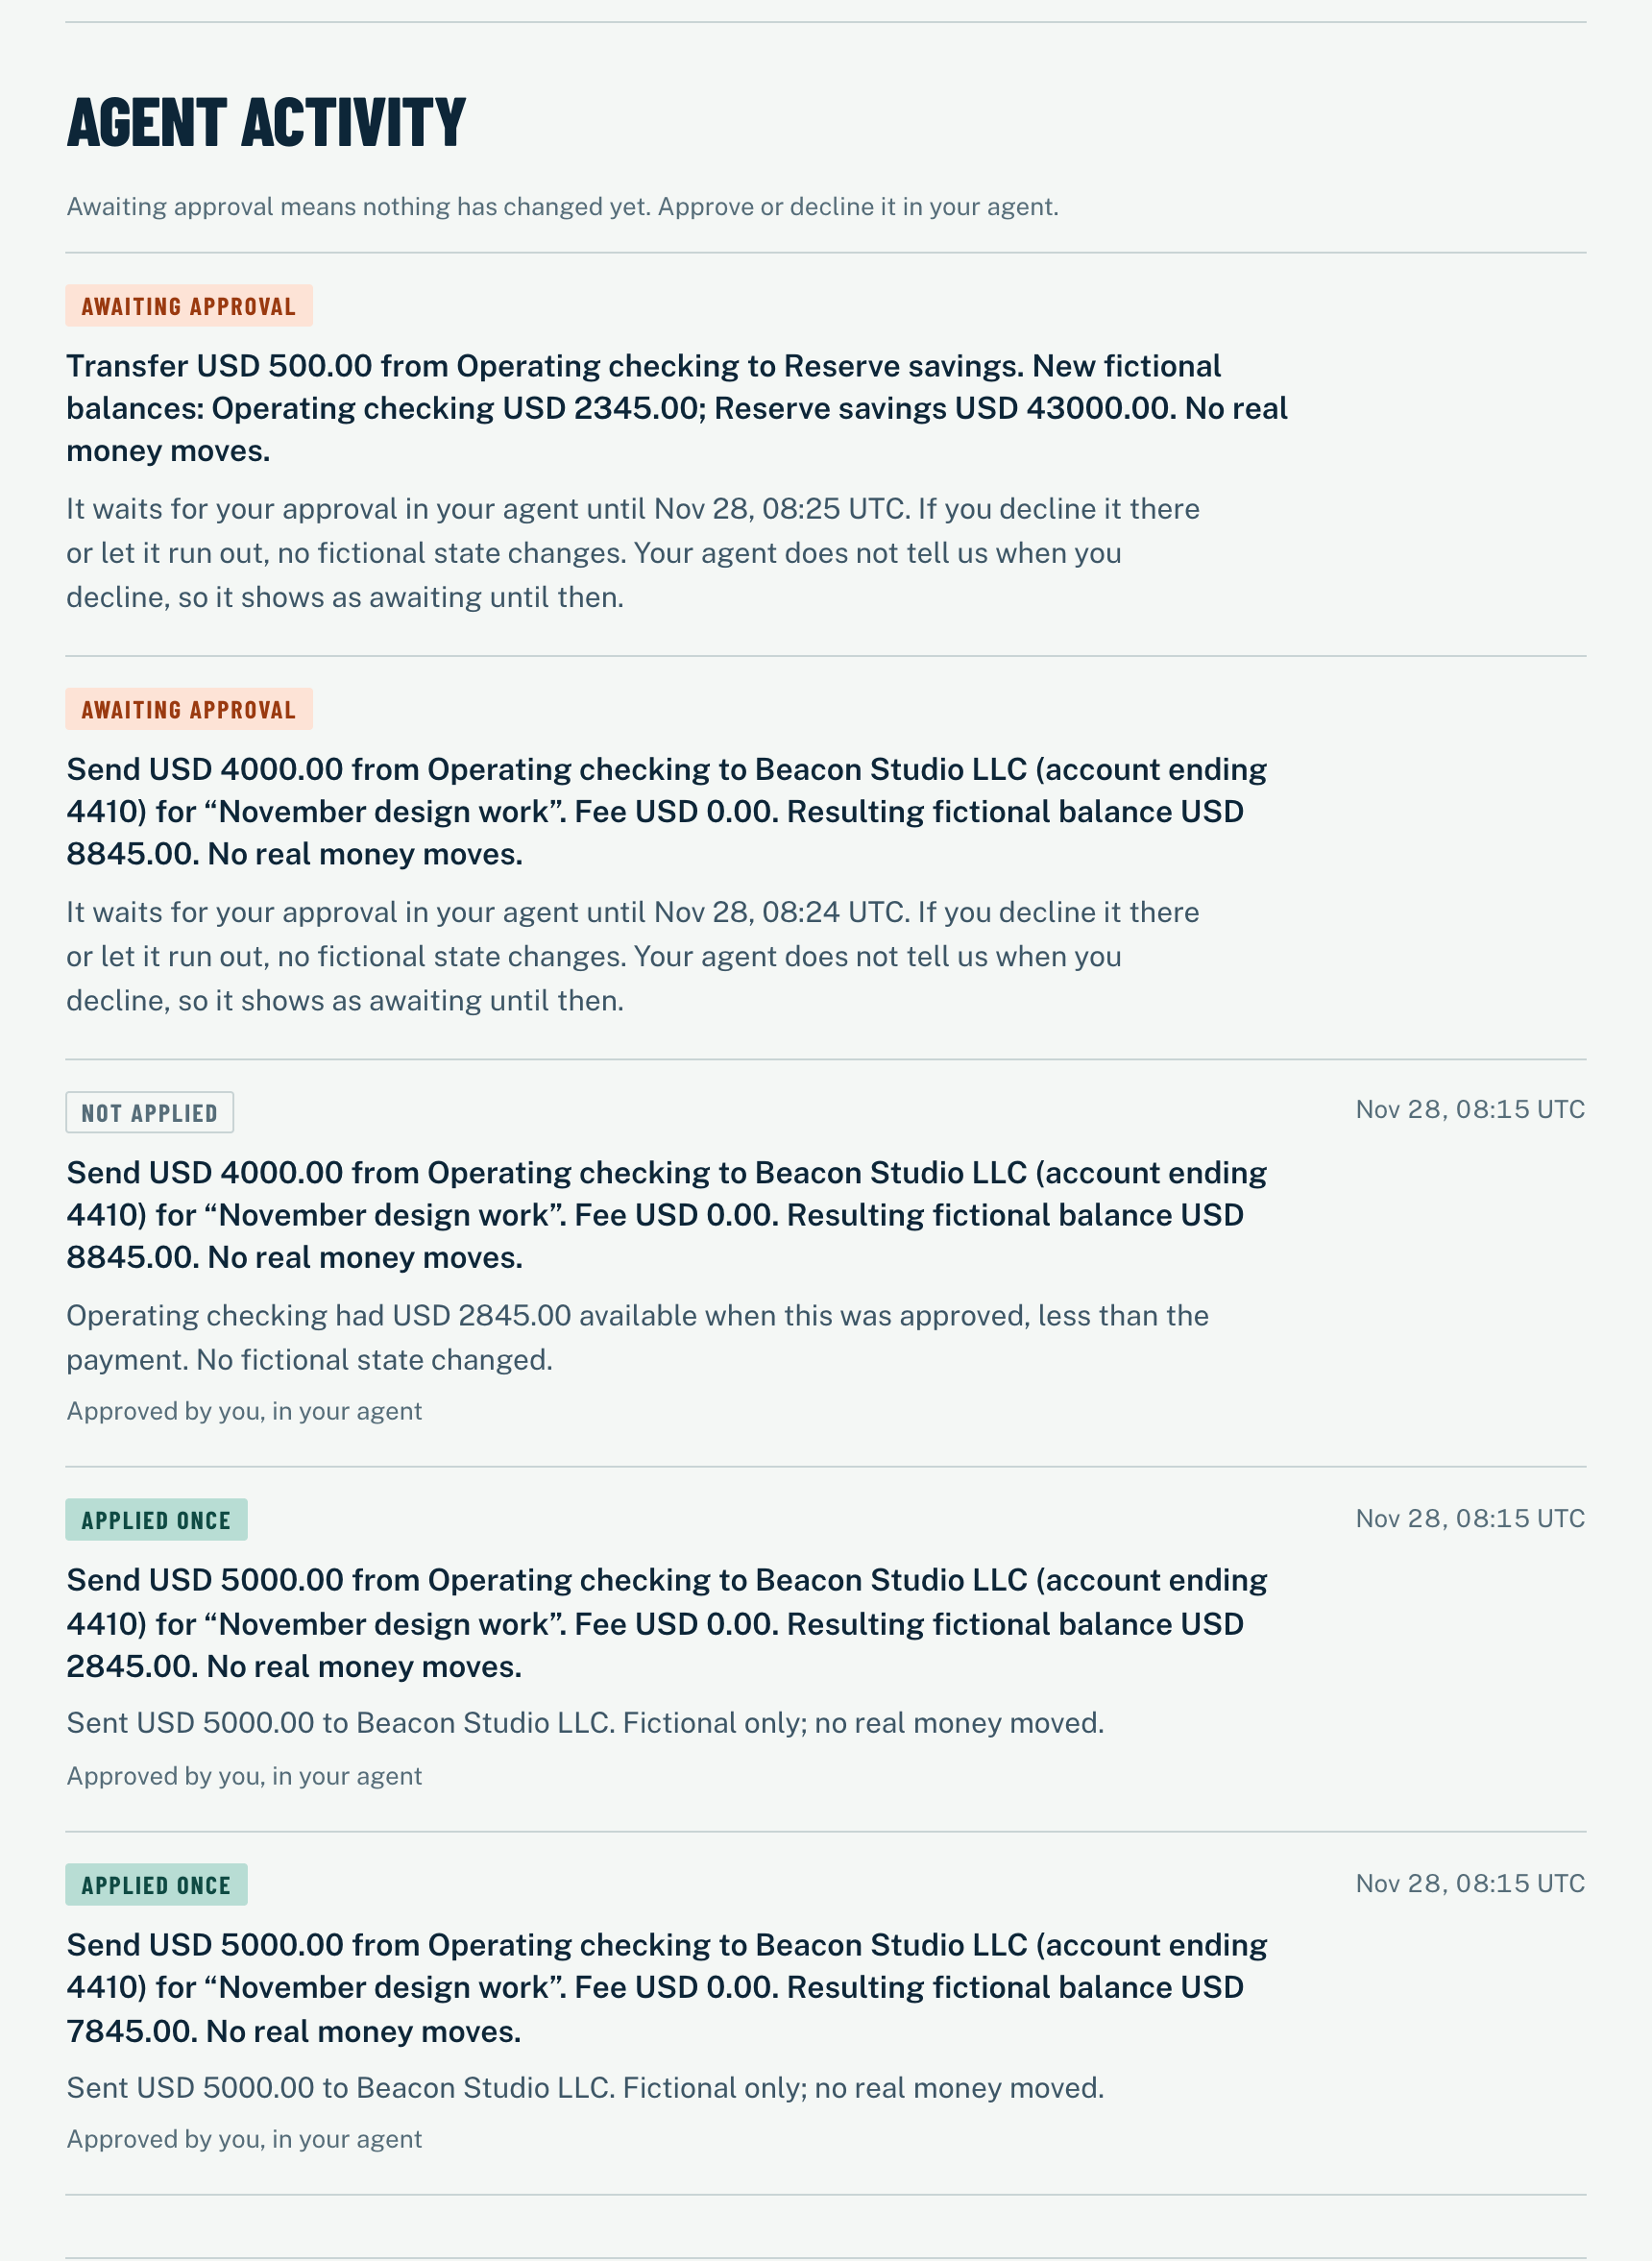 AGENT ACTIVITY
Awaiting approval means nothing has changed yet. Approve or decline it in your agent.
AWAITING APPROVAL
Transfer USD 500.00 from Operating checking to Reserve savings. New fictional
balances: Operating checking USD 2345.00; Reserve savings USD 43000.00. No real
money moves.
It waits for your approval in your agent until Nov 28, 08:25 UTC. If you decline it there
or let it run out, no fictional state changes. Your agent does not tell us when you
decline, so it shows as awaiting until then.
AWAITING APPROVAL
Send USD 4000.00 from Operating checking to Beacon Studio LLC (account ending
4410) for “November design work”. Fee USD 0.00. Resulting fictional balance USD
8845.00. No real money moves.
It waits for your approval in your agent until Nov 28, 08:24 UTC. If you decline it there
or let it run out, no fictional state changes. Your agent does not tell us when you
decline, so it shows as awaiting until then.
NOT APPLIED
Nov 28, 08:15 UTC
Send USD 4000.00 from Operating checking to Beacon Studio LLC (account ending
4410) for “November design work”. Fee USD 0.00. Resulting fictional balance USD
8845.00. No real money moves.
Operating checking had USD 2845.00 available when this was approved, less than the
payment. No fictional state changed.
Approved by you, in your agent
APPLIED ONCE
Nov 28, 08:15 UTC
Send USD 5000.00 from Operating checking to Beacon Studio LLC (account ending
4410) for “November design work”. Fee USD 0.00. Resulting fictional balance USD
2845.00. No real money moves.
Sent USD 5000.00 to Beacon Studio LLC. Fictional only; no real money moved.
Approved by you, in your agent
APPLIED ONCE
Nov 28, 08:15 UTC
Send USD 5000.00 from Operating checking to Beacon Studio LLC (account ending
4410) for “November design work”. Fee USD 0.00. Resulting fictional balance USD
7845.00. No real money moves.
Sent USD 5000.00 to Beacon Studio LLC. Fictional only; no real money moved.
Approved by you, in your agent